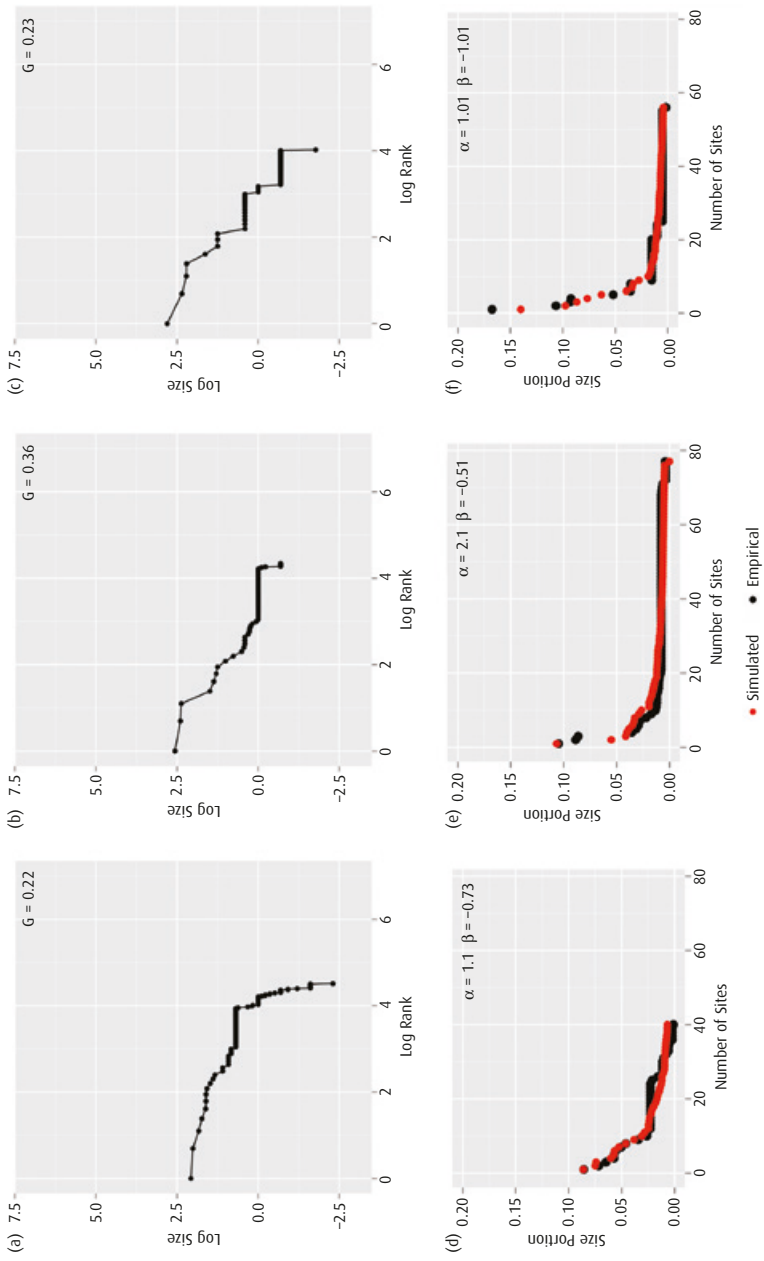 (a)
G = 0.22
Log Size
7.5
5.0
2.5
0.0
−2.5
0 2 4 6
Log Rank
(b)
G = 0.36
Log Size
7.5
5.0
2.5
0.0
−2.5
0 2 4 6
Log Rank
(c)
G = 0.23
Log Size
7.5
5.0
2.5
0.0
−2.5
0 2 4 6
Log Rank
(d)
α = 1.1 β = −0.73
Size Portion
0.20
0.15
0.10
0.05
0.00
0 20 40 60 80
Number of Sites
(e)
α = 2.1 β = −0.51
Size Portion
0.20
0.15
0.10
0.05
0.00
0 20 40 60 80
Number of Sites
(f)
α = 1.01 β = −1.01
Size Portion
0.20
0.15
0.10
0.05
0.00
0 20 40 60 80
Number of Sites
Simulated Empirical